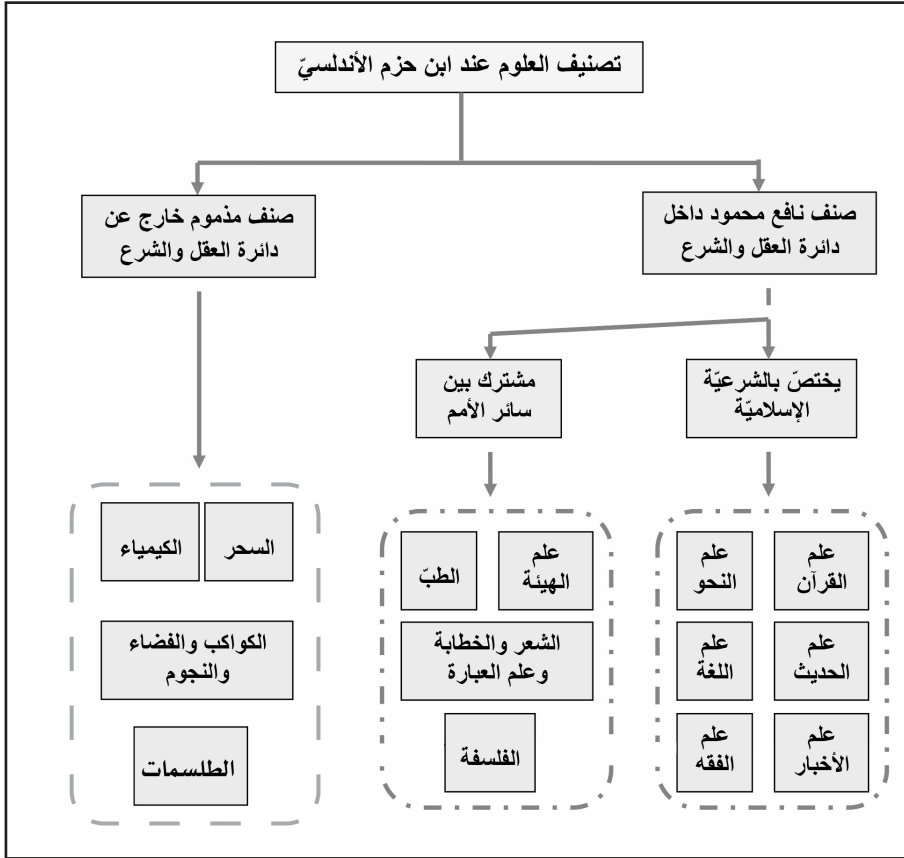 تصنيف العلوم عند ابن حزم الأندلسيّ
صنف نافع محمود داخل
دائرة العقل والشرع
صنف مذموم خارج عن
دائرة العقل والشرع
يختصّ بالشرعيّة
الإسلاميّة
مشترك بين
سائر الأمم
علم
القرآن
علم
النحو
علم
الحديث
علم
اللغة
علم
الأخبار
علم
الفقه
علم
الهيئة
الطبّ
الشعر والخطابة
وعلم العبارة
الفلسفة
السحر
الكيمياء
الكواكب والفضاء
والنجوم
الطلسمات